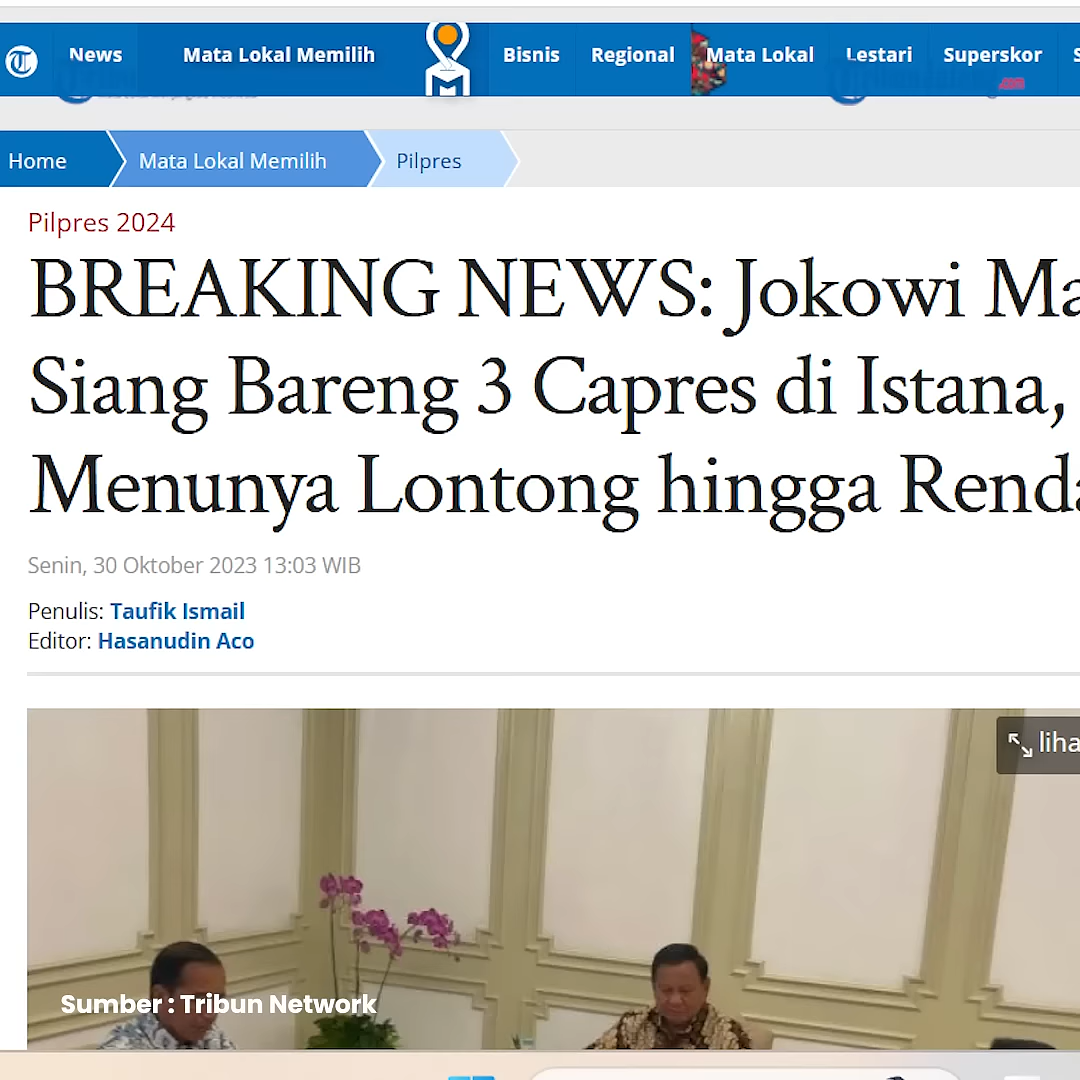 News Mata Lokal Memilih Bisnis Regional Mata Lokal Lestari Superskor
Home Mata Lokal Memilih Pilpres
Pilpres 2024
BREAKING NEWS: Jokowi Ma
Siang Bareng 3 Capres di Istana,
Menunya Lontong hingga Renda
Senin, 30 Oktober 2023 13:03 WIB
Penulis: Taufik Ismail
Editor: Hasanudin Aco
liha
Sumber : Tribun Network